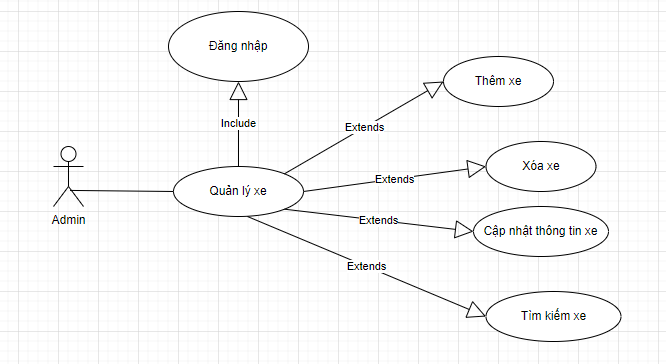 Đăng nhập
Thêm xe
Include
Extends
Xóa xe
Extends
Quản lý xe
Admin
Extends
Cập nhật thông tin xe
Extends
Tìm kiếm xe